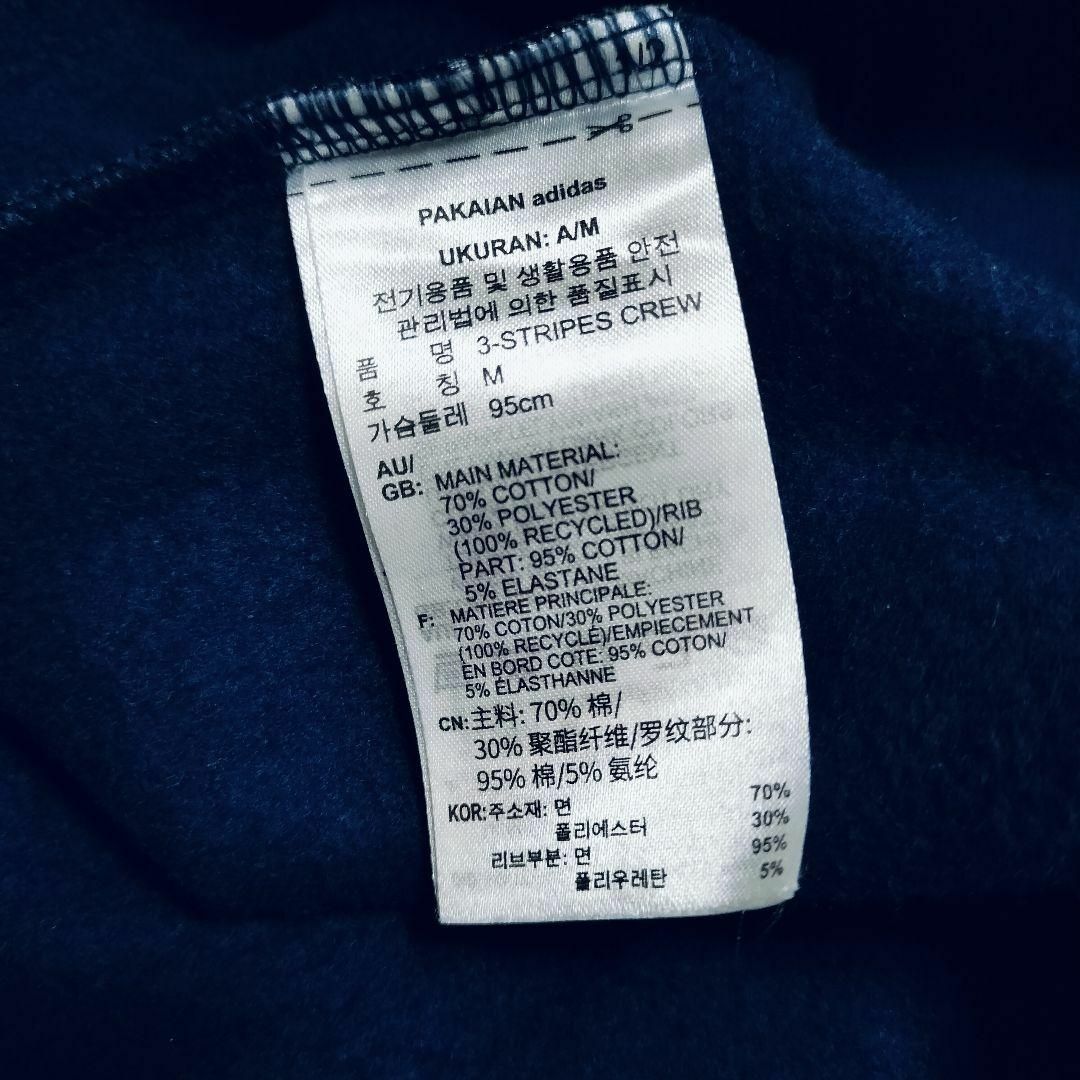 PAKAIAN adidas
UKURAN: A/M
전기용품 및 생활용품 안전
관리법에 의한 품질표시
품 명 3-STRIPES CREW
호 칭 M
가슴둘레 95cm
AU/
GB: MAIN MATERIAL:
70% COTTON/
30% POLYESTER
(100% RECYCLED)/RIB
PART: 95% COTTON/
5% ELASTANE
F: MATIERE PRINCIPALE:
70% COTON/30% POLYESTER
(100% RECYCLÉ)/EMPIECEMENT
EN BORD COTE: 95% COTON/
5% ÉLASTHANNE
CN: 主料: 70% 棉/
30% 聚酯纤维/罗纹部分:
95% 棉/5% 氨纶
KOR: 주소재: 면 70%
폴리에스터 30%
리브부분: 면 95%
폴리우레탄 5%